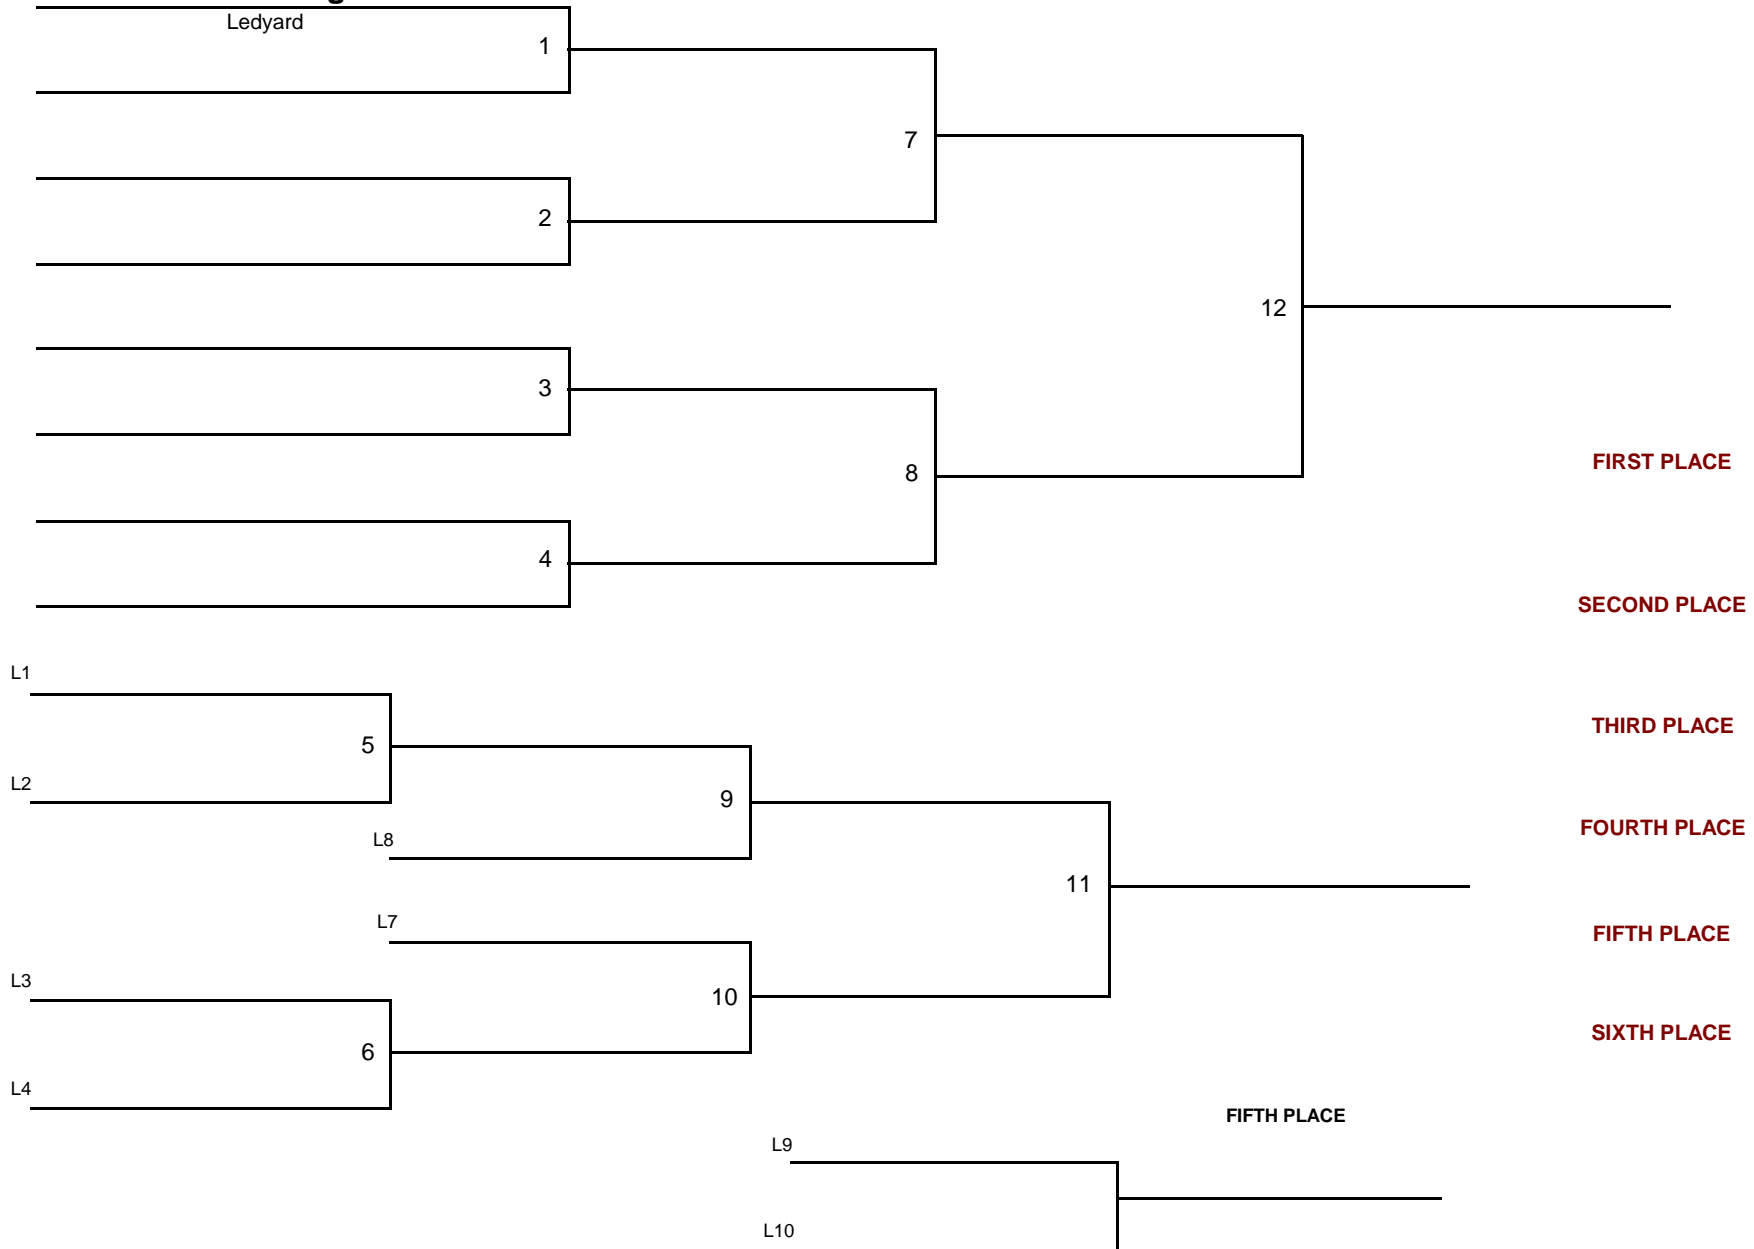 Ledyard
1
7
2
12
3
FIRST PLACE
8
4
SECOND PLACE
L1
THIRD PLACE
5
L2
9
FOURTH PLACE
L8
11
L7
FIFTH PLACE
L3
10
SIXTH PLACE
6
L4
FIFTH PLACE
L9
L10